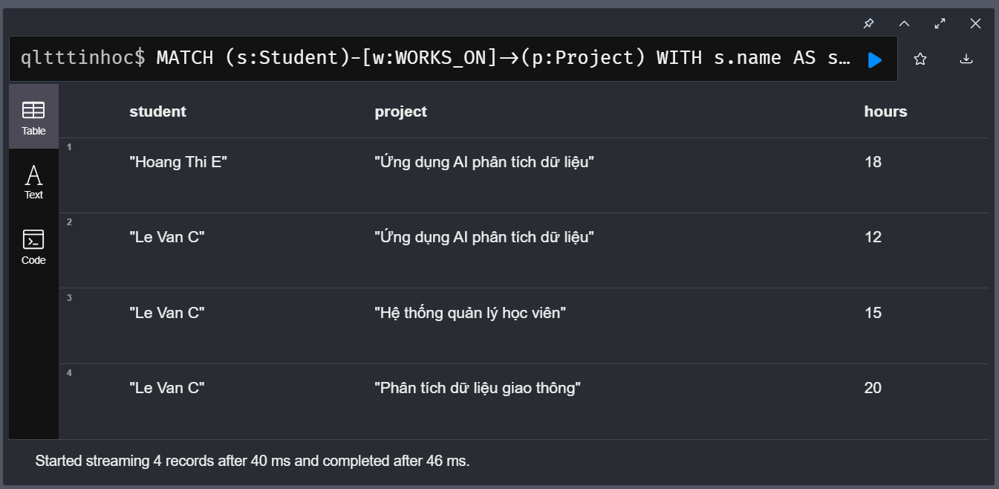 qltttinhoc$ MATCH (s:Student)-[w:WORKS_ON]→(p:Project) WITH s.name AS s…
Table
Text
Code
student project hours
1 "Hoang Thi E" "Ứng dụng AI phân tích dữ liệu" 18
2 "Le Van C" "Ứng dụng AI phân tích dữ liệu" 12
3 "Le Van C" "Hệ thống quản lý học viên" 15
4 "Le Van C" "Phân tích dữ liệu giao thông" 20
Started streaming 4 records after 40 ms and completed after 46 ms.